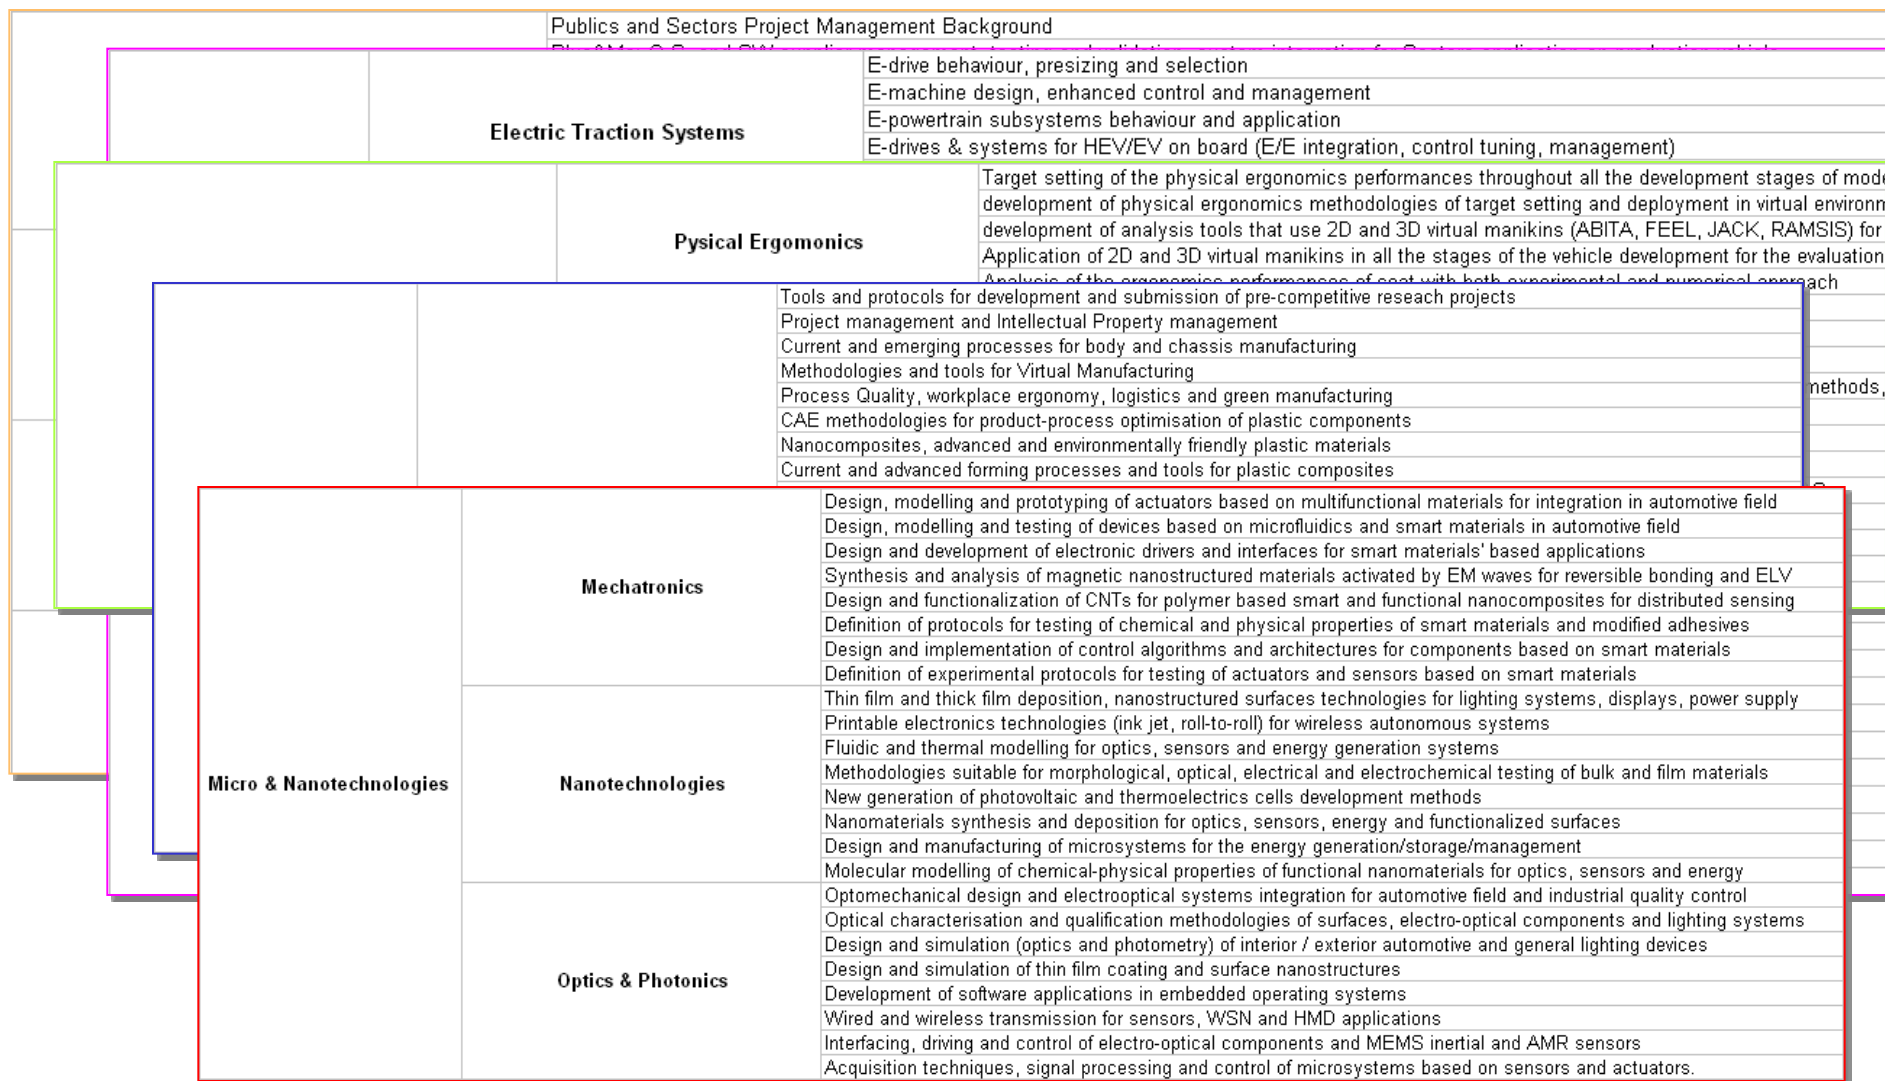 Publics and Sectors Project Management Background
E-drive behaviour, presizing and selection
E-machine design, enhanced control and management
E-powertrain subsystems behaviour and application
E-drives & systems for HEV/EV on board (E/E integration, control tuning, management)
Electric Traction Systems
Target setting of the physical ergonomics performances throughout all the development stages of
development of physical ergonomics methodologies of target setting and deployment in virtual
development of analysis tools that use 2D and 3D virtual manikins (ABITA, FEEL, JACK, RAMSIS) for
Application of 2D and 3D virtual manikins in all the stages of the vehicle development for the evaluation
Analysis of the ergonomics performances of seat with both experimental and numerical approach
Pysical Ergomonics
Tools and protocols for development and submission of pre-competitive reseach projects
Project management and Intellectual Property management
Current and emerging processes for body and chassis manufacturing
Methodologies and tools for Virtual Manufacturing
Process Quality, workplace ergonomy, logistics and green manufacturing
CAE methodologies for product-process optimisation of plastic components
Nanocomposites, advanced and environmentally friendly plastic materials
Current and advanced forming processes and tools for plastic composites
methods,
Micro & Nanotechnologies
Mechatronics
Design, modelling and prototyping of actuators based on multifunctional materials for integration in automotive field
Design, modelling and testing of devices based on microfluidics and smart materials in automotive field
Design and development of electronic drivers and interfaces for smart materials' based applications
Synthesis and analysis of magnetic nanostructured materials activated by EM waves for reversible bonding and ELV
Design and functionalization of CNTs for polymer based smart and functional nanocomposites for distributed sensing
Definition of protocols for testing of chemical and physical properties of smart materials and modified adhesives
Design and implementation of control algorithms and architectures for components based on smart materials
Definition of experimental protocols for testing of actuators and sensors based on smart materials
Nanotechnologies
Thin film and thick film deposition, nanostructured surfaces technologies for lighting systems, displays, power supply
Printable electronics technologies (ink jet, roll-to-roll) for wireless autonomous systems
Fluidic and thermal modelling for optics, sensors and energy generation systems
Methodologies suitable for morphological, optical, electrical and electrochemical testing of bulk and film materials
New generation of photovoltaic and thermoelectrics cells development methods
Nanomaterials synthesis and deposition for optics, sensors, energy and functionalized surfaces
Design and manufacturing of microsystems for the energy generation/storage/management
Molecular modelling of chemical-physical properties of functional nanomaterials for optics, sensors and energy
Optics & Photonics
Optomechanical design and electrooptical systems integration for automotive field and industrial quality control
Optical characterisation and qualification methodologies of surfaces, electro-optical components and lighting systems
Design and simulation (optics and photometry) of interior / exterior automotive and general lighting devices
Design and simulation of thin film coating and surface nanostructures
Development of software applications in embedded operating systems
Wired and wireless transmission for sensors, WSN and HMD applications
Interfacing, driving and control of electro-optical components and MEMS inertial and AMR sensors
Acquisition techniques, signal processing and control of microsystems based on sensors and actuators.